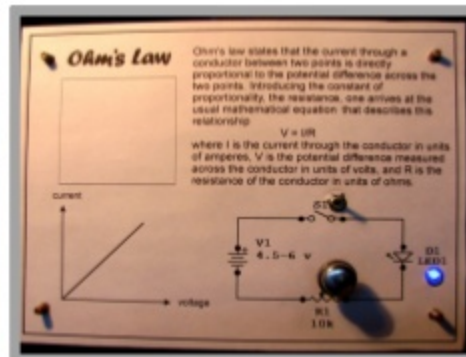 Ohm's Law
Ohm's law states that the current through a
conductor between two points is directly
proportional to the potential difference across the
two points. Introducing the constant of
proportionality, the resistance, one arrives at the
usual mathematical equation that describes this
relationship
V = I/R
where I is the current through the conductor in units
of amperes, V is the potential difference measured
across the conductor in units of volts, and R is the
resistance of the conductor in units of ohms.
current
voltage
S1
V1
4.5-6 v
D1
LED1
R1
10k